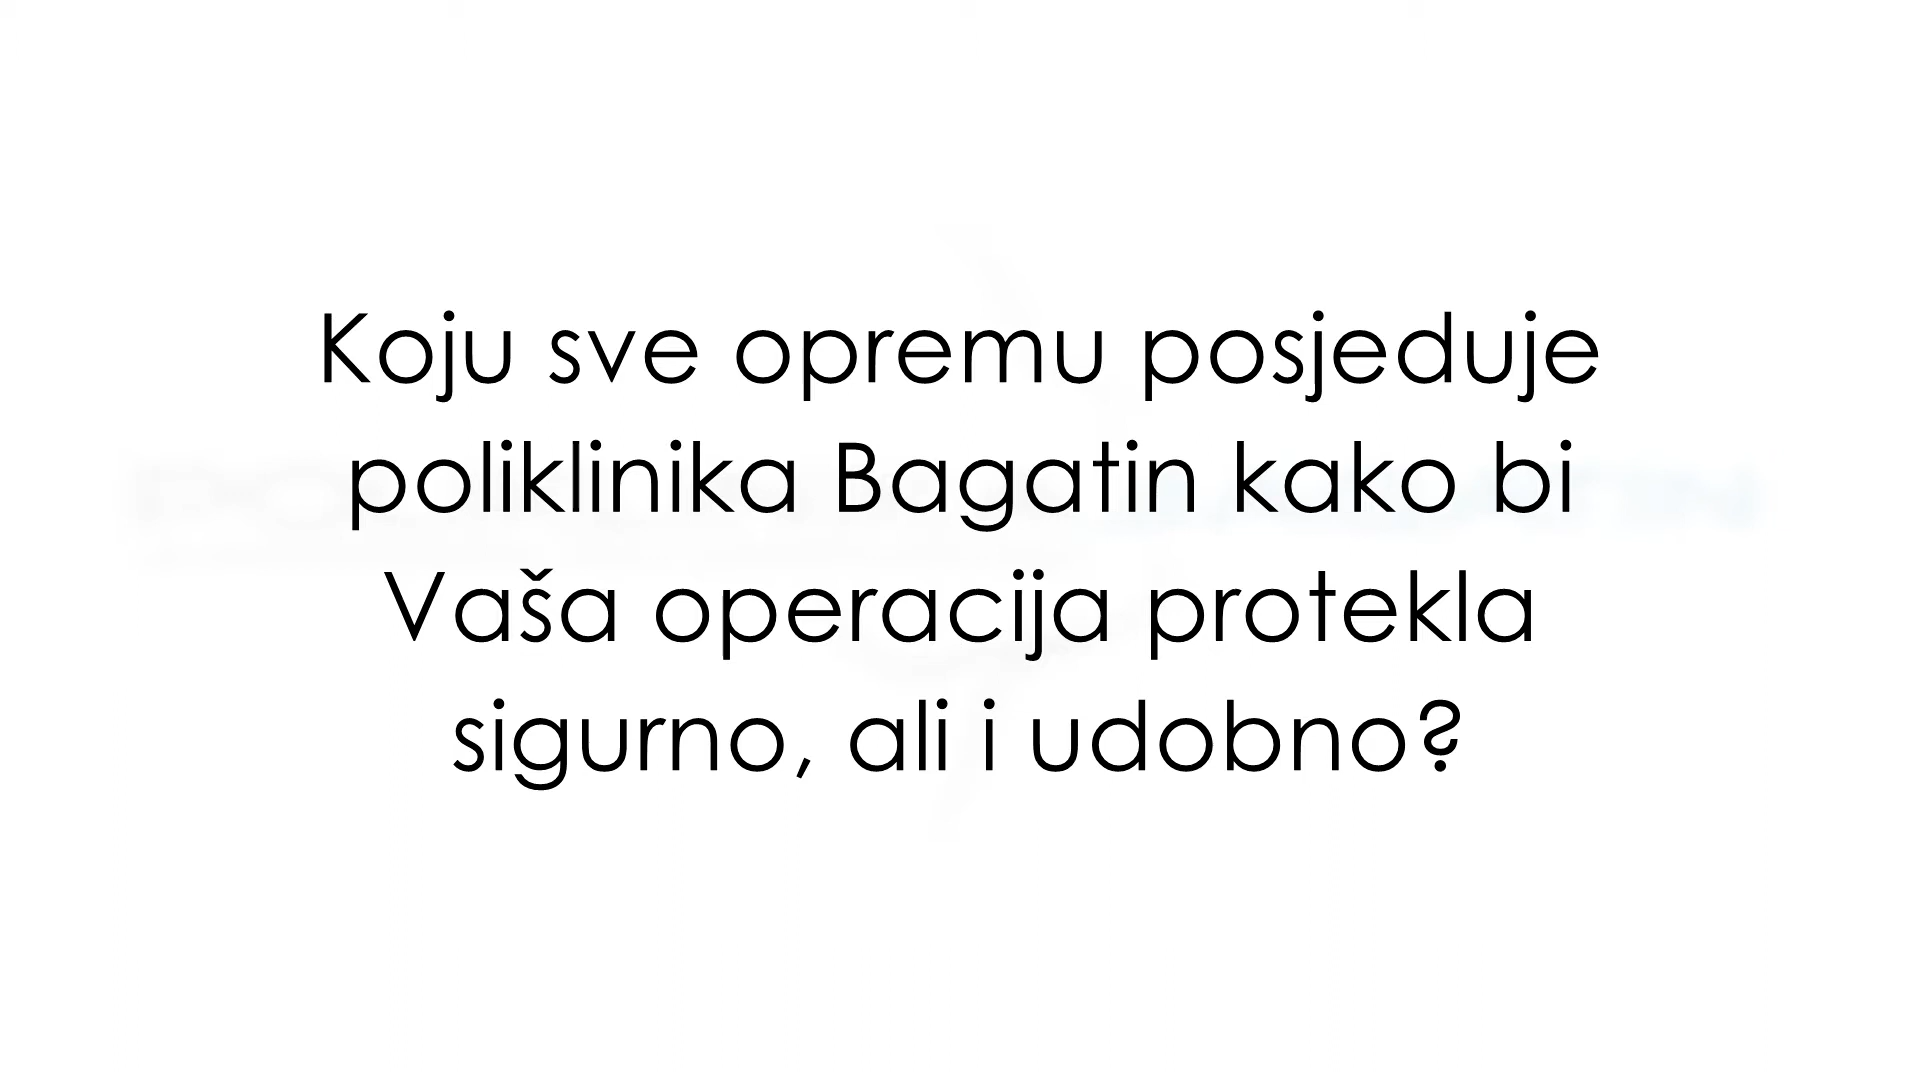 Koju sve opremu posjeduje
poliklinika Bagatin kako bi
Vaša operacija protekla
sigurno, ali i udobno?